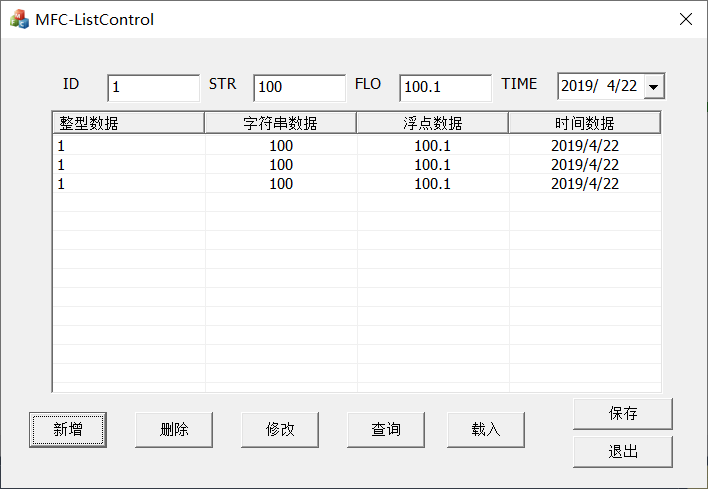 MFC-ListControl
ID 1 STR 100 FLO 100.1 TIME 2019/ 4/22
整型数据 字符串数据 浮点数据 时间数据
1 100 100.1 2019/4/22
1 100 100.1 2019/4/22
1 100 100.1 2019/4/22
新增 删除 修改 查询 载入 保存
退出